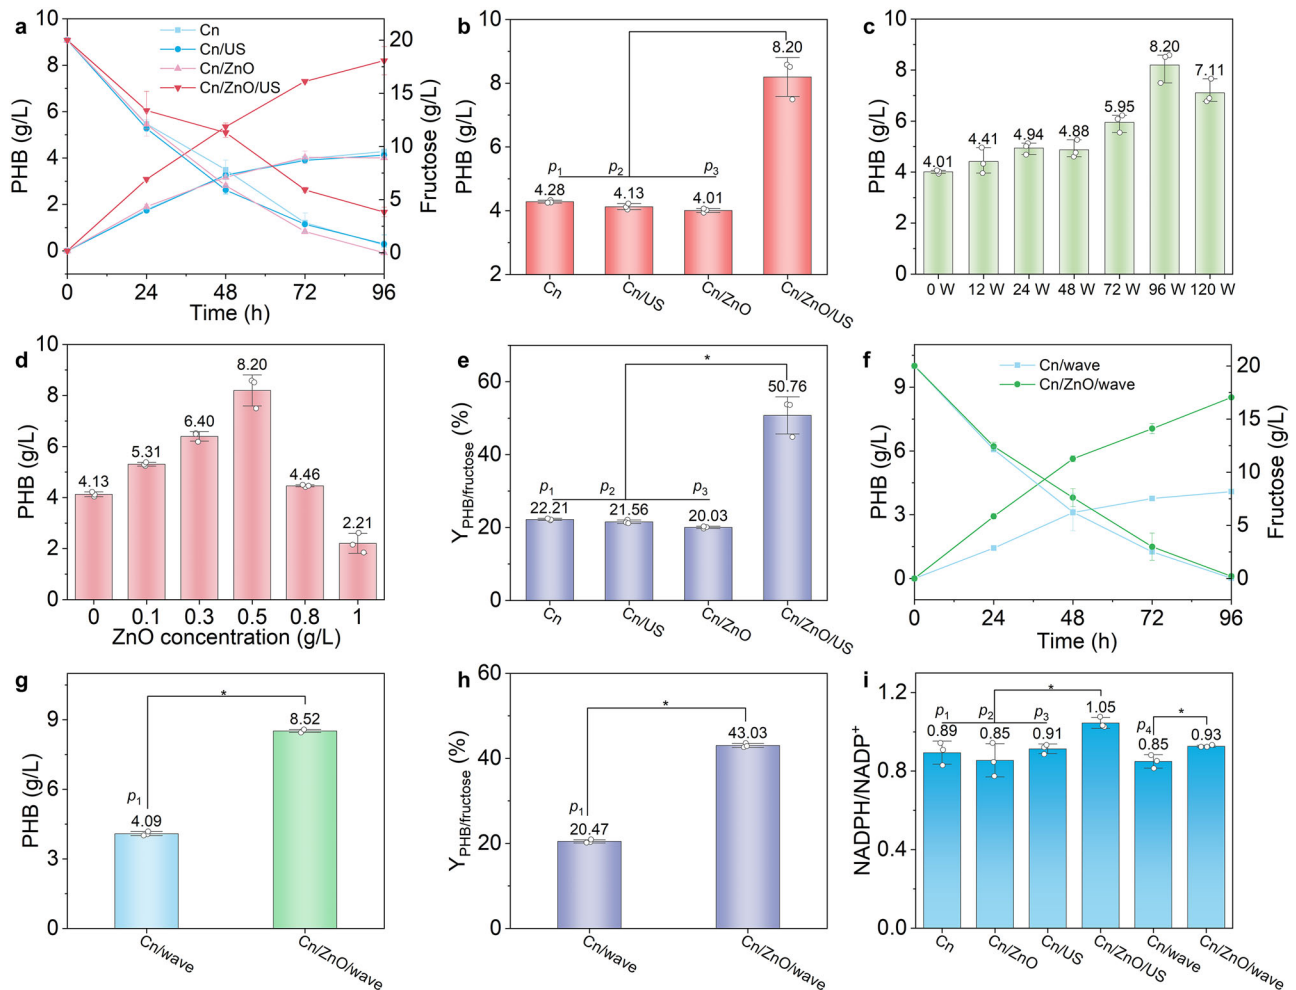 a
PHB (g/L)
10
8
6
4
2
0
Cn
Cn/US
Cn/ZnO
Cn/ZnO/US
20
15
10
5
0
Fructose (g/L)
0 24 48 72 96
Time (h)
b
PHB (g/L)
10
8
6
4
2
p1 p2 p3
4.28 4.13 4.01 8.20
Cn Cn/US Cn/ZnO Cn/ZnO/US
c
PHB (g/L)
10
8
6
4
2
0
4.01 4.41 4.94 4.88 5.95 8.20 7.11
0 W 12 W 24 W 48 W 72 W 96 W 120 W
d
PHB (g/L)
10
8
6
4
2
0
4.13 5.31 6.40 8.20 4.46 2.21
0 0.1 0.3 0.5 0.8 1
ZnO concentration (g/L)
e
YPHB/fructose (%)
60
40
20
0
*
p1 p2 p3
22.21 21.56 20.03 50.76
Cn Cn/US Cn/ZnO Cn/ZnO/US
f
PHB (g/L)
9
6
3
0
Cn/wave
Cn/ZnO/wave
20
15
10
5
0
Fructose (g/L)
0 24 48 72 96
Time (h)
g
PHB (g/L)
9
6
3
0
*
p1
4.09 8.52
Cn/wave Cn/ZnO/wave
h
YPHB/fructose (%)
60
40
20
0
*
p1
20.47 43.03
Cn/wave Cn/ZnO/wave
i
NADPH/NADP+
1.2
0.8
0.4
0.0
* *
p1 p2 p3 p4
0.89 0.85 0.91 1.05 0.85 0.93
Cn Cn/ZnO Cn/US Cn/ZnO/US Cn/wave Cn/ZnO/wave